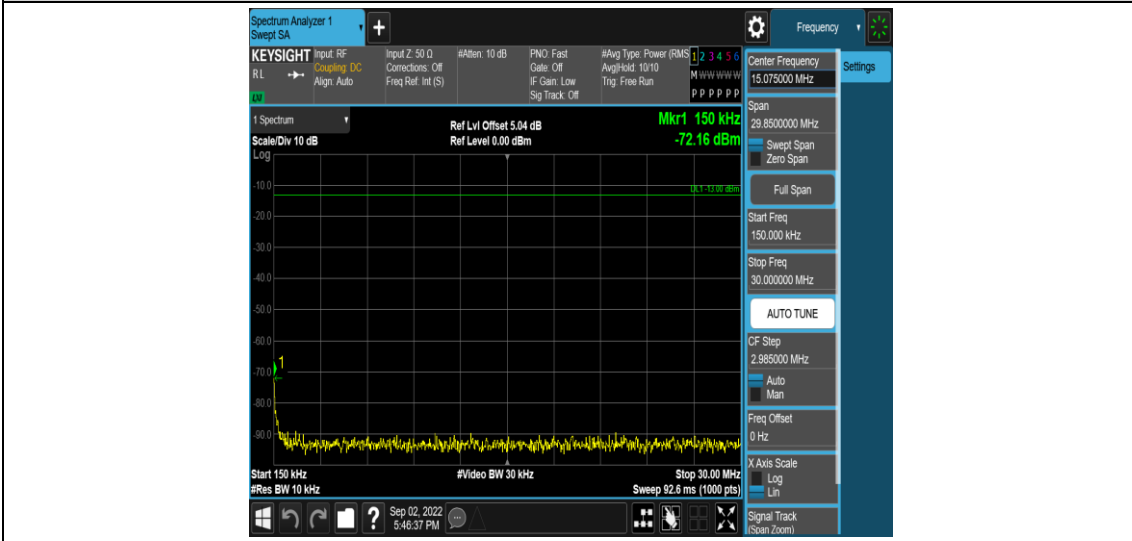 Spectrum Analyzer 1
Swept SA
+
Frequency
KEYSIGHT
R L
LXI
Input: RF
Coupling: DC
Align: Auto
Input Z: 50 Ω
Corrections: Off
Freq Ref: Int (S)
#Atten: 10 dB
PNO: Fast
Gate: Off
IF Gain: Low
Sig Track: Off
#Avg Type: Power (RMS
Avg|Hold: 10/10
Trig: Free Run
1 2 3 4 5 6
M W W W W W
P P P P P P
1 Spectrum
Scale/Div 10 dB
Log
Ref Lvl Offset 5.04 dB
Ref Level 0.00 dBm
Mkr1 150 kHz
-72.16 dBm
DL1 -13.00 dBm
-10.0
-20.0
-30.0
-40.0
-50.0
-60.0
-70.0
-80.0
-90.0
1
Start 150 kHz
#Res BW 10 kHz
#Video BW 30 kHz
Stop 30.00 MHz
Sweep 92.6 ms (1000 pts)
Center Frequency
15.075000 MHz
Settings
Span
29.8500000 MHz
Swept Span
Zero Span
Full Span
Start Freq
150.000 kHz
Stop Freq
30.000000 MHz
AUTO TUNE
CF Step
2.985000 MHz
Auto
Man
Freq Offset
0 Hz
X Axis Scale
Log
Lin
Signal Track
(Span Zoom)
?
Sep 02, 2022
5:46:37 PM